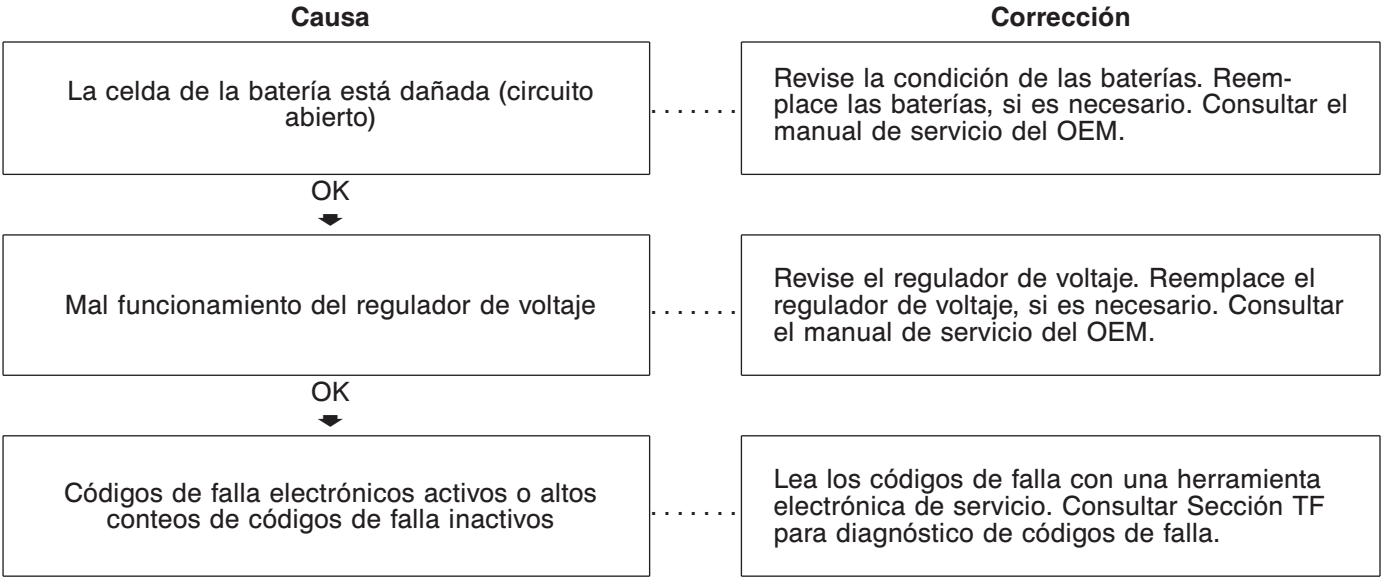 Causa
Corrección
La celda de la batería está dañada (circuito
abierto)
. . . . . . .
Revise la condición de las baterías. Reem-
place las baterías, si es necesario. Consultar el
manual de servicio del OEM.
OK
Mal funcionamiento del regulador de voltaje
. . . . . . .
Revise el regulador de voltaje. Reemplace el
regulador de voltaje, si es necesario. Consultar
el manual de servicio del OEM.
OK
Códigos de falla electrónicos activos o altos
conteos de códigos de falla inactivos
. . . . . . .
Lea los códigos de falla con una herramienta
electrónica de servicio. Consultar Sección TF
para diagnóstico de códigos de falla.